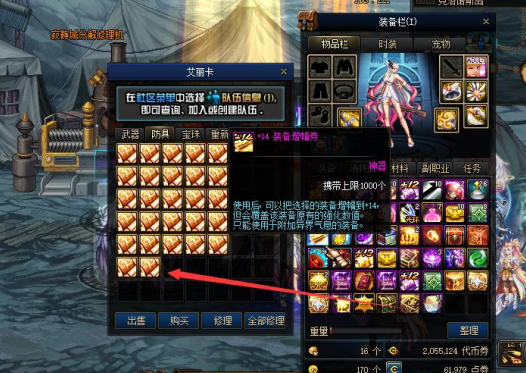 装备栏(I)
寂静城分解修理机
物品栏 时装 宠物
艾丽卡
在社区菜单中选择 队伍信息(I),
即可查询、加入或创建队伍.
武器 防具 宝珠 重新
+14 装备增幅券
材料 副职业 任务
神器
携带上限:1000个
使用后,可以把选择的装备增幅到+14,
但会覆盖该装备原有的强化数值。
只能使用于附加异界气息的装备。
出售 购买 修理 全部修理
重量! 整理
16 个 2,055,124 代币券
170 个 61,979 点券